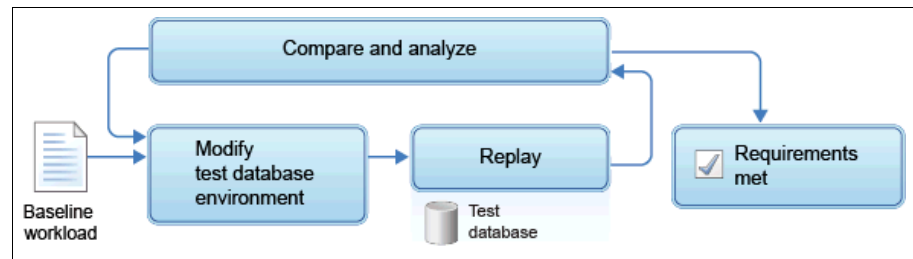 Compare and analyze
Modify
test database
environment
Replay
Requirements
met
Baseline
workload
Test
database